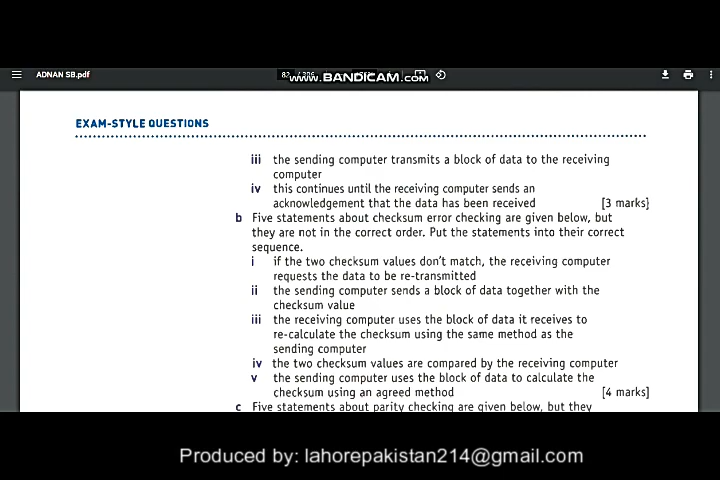 ADNAN SB.pdf
www.BANDICAM.com
EXAM-STYLE QUESTIONS
iii the sending computer transmits a block of data to the receiving
computer
iv this continues until the receiving computer sends an
acknowledgement that the data has been received [3 marks]
b Five statements about checksum error checking are given below, but
they are not in the correct order. Put the statements into their correct
sequence.
i if the two checksum values don't match, the receiving computer
requests the data to be re-transmitted
ii the sending computer sends a block of data together with the
checksum value
iii the receiving computer uses the block of data it receives to
re-calculate the checksum using the same method as the
sending computer
iv the two checksum values are compared by the receiving computer
v the sending computer uses the block of data to calculate the
checksum using an agreed method [4 marks]
c Five statements about parity checking are given below, but they
Produced by: lahorepakistan214@gmail.com